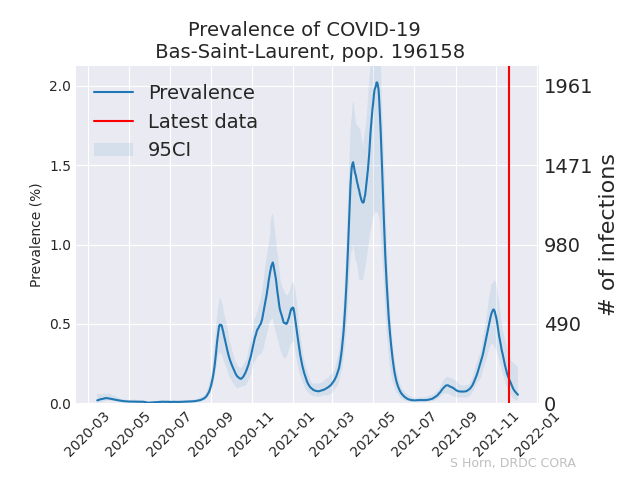 Prevalence of COVID-19
Bas-Saint-Laurent, pop. 196158
Prevalence
Latest data
95CI
Prevalence (%)
2.0
1.5
1.0
0.5
0.0
1961
1471
980
490
0
# of infections
2020-03
2020-05
2020-07
2020-09
2020-11
2021-01
2021-03
2021-05
2021-07
2021-09
2021-11
2022-01
S Horn, DRDC CORA